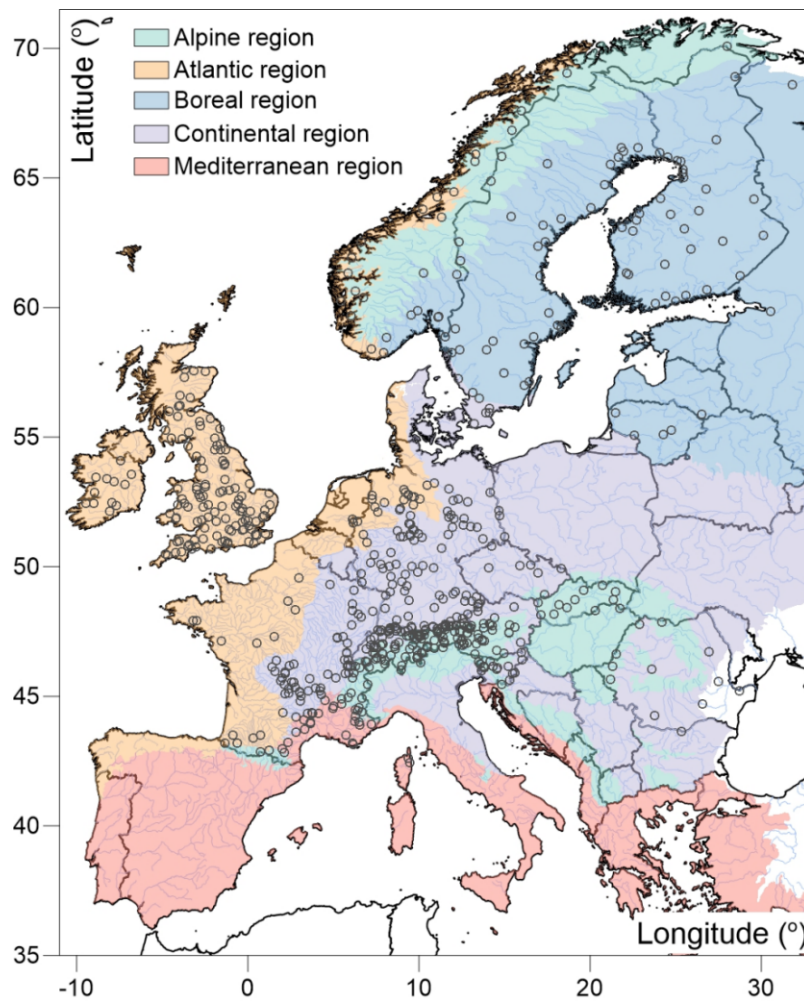 70
Latitude (°)
Alpine region
Atlantic region
Boreal region
Continental region
Mediterranean region
65
60
55
50
45
40
35
Longitude (°)
-10 0 10 20 30